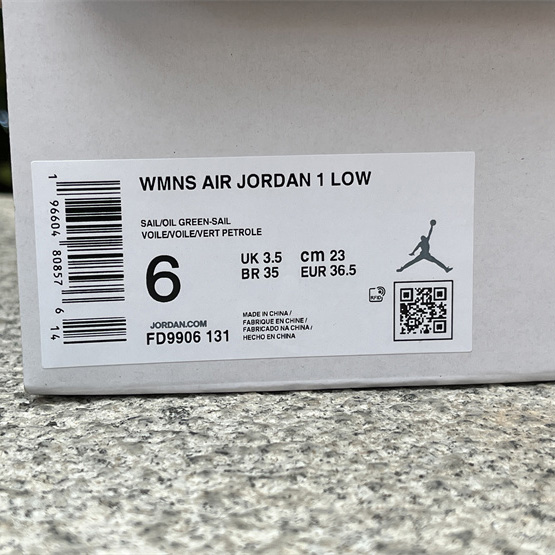 WMNS AIR JORDAN 1 LOW
SAIL/OIL GREEN-SAIL
VOILE/VOILE/VERT PETROLE
6
UK 3.5 cm 23
BR 35 EUR 36.5
JORDAN.COM
FD9906 131
MADE IN CHINA /
FABRIQUE EN CHINE /
FABRICADO NA CHINA /
HECHO EN CHINA
RFID
1 96604 80857 6 14